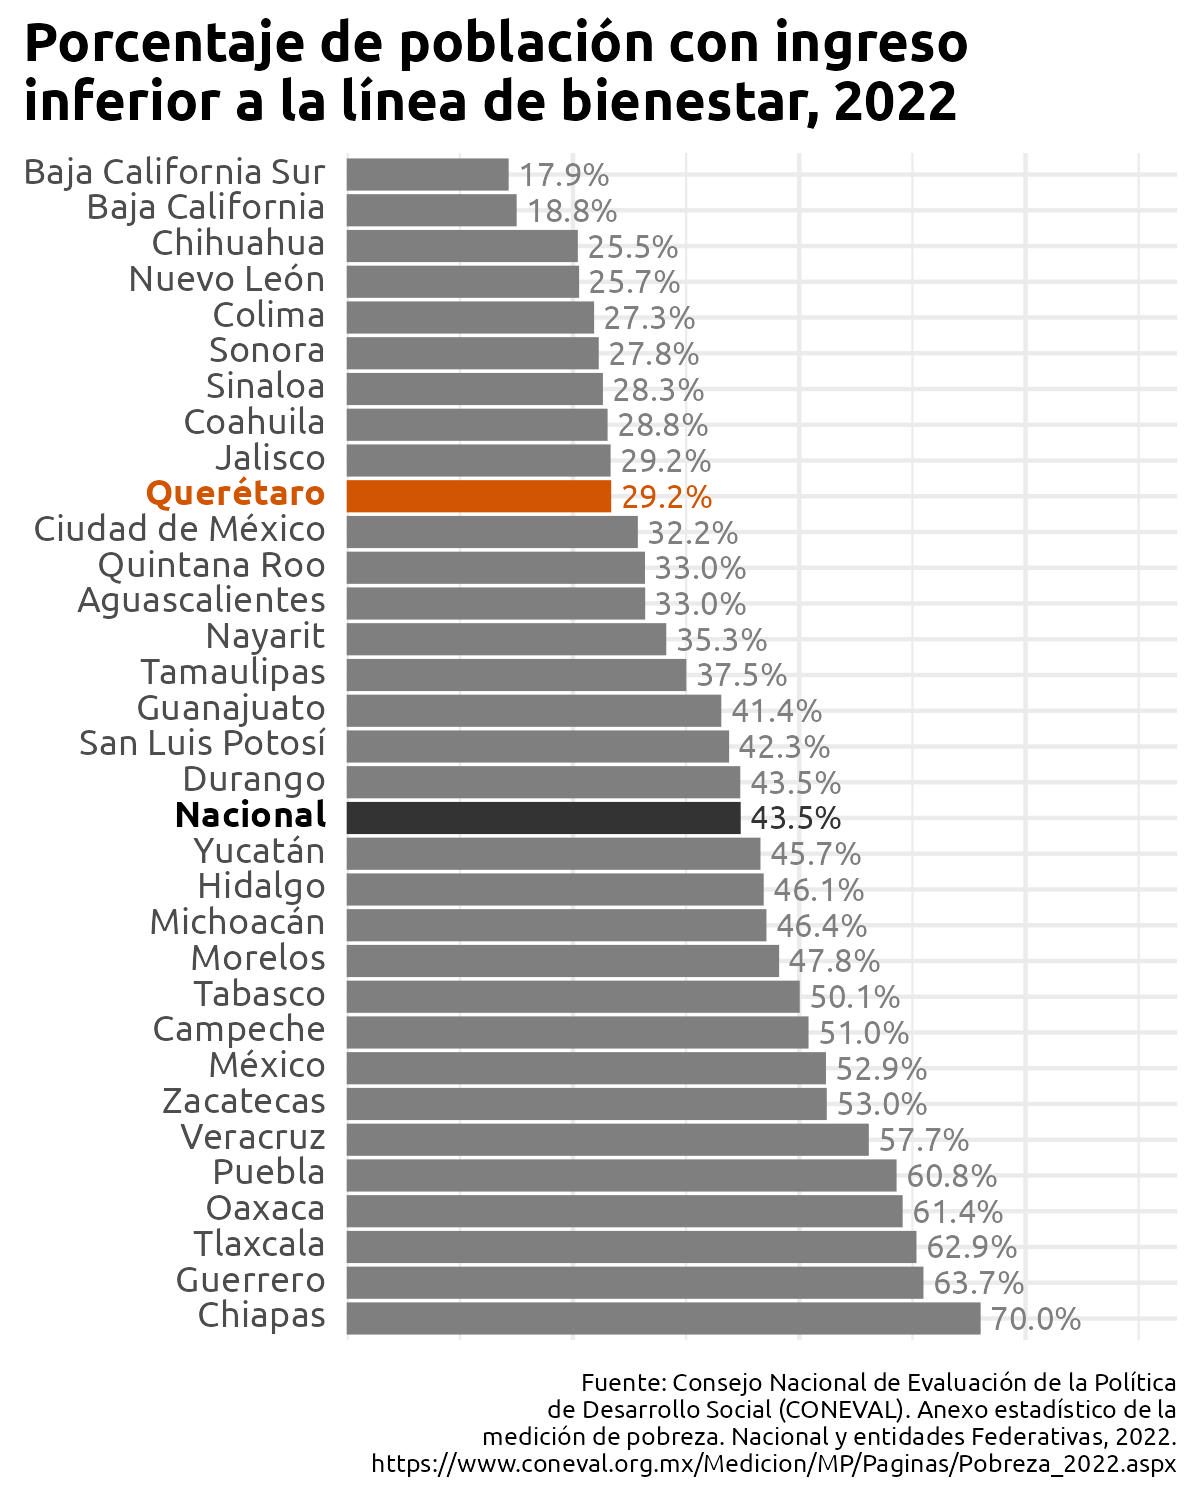 Porcentaje de población con ingreso
inferior a la línea de bienestar, 2022
Baja California Sur 17.9%
Baja California 18.8%
Chihuahua 25.5%
Nuevo León 25.7%
Colima 27.3%
Sonora 27.8%
Sinaloa 28.3%
Coahuila 28.8%
Jalisco 29.2%
Querétaro 29.2%
Ciudad de México 32.2%
Quintana Roo 33.0%
Aguascalientes 33.0%
Nayarit 35.3%
Tamaulipas 37.5%
Guanajuato 41.4%
San Luis Potosí 42.3%
Durango 43.5%
Nacional 43.5%
Yucatán 45.7%
Hidalgo 46.1%
Michoacán 46.4%
Morelos 47.8%
Tabasco 50.1%
Campeche 51.0%
México 52.9%
Zacatecas 53.0%
Veracruz 57.7%
Puebla 60.8%
Oaxaca 61.4%
Tlaxcala 62.9%
Guerrero 63.7%
Chiapas 70.0%
Fuente: Consejo Nacional de Evaluación de la Política
de Desarrollo Social (CONEVAL). Anexo estadístico de la
medición de pobreza. Nacional y entidades Federativas, 2022.
https://www.coneval.org.mx/Medicion/MP/Paginas/Pobreza_2022.aspx